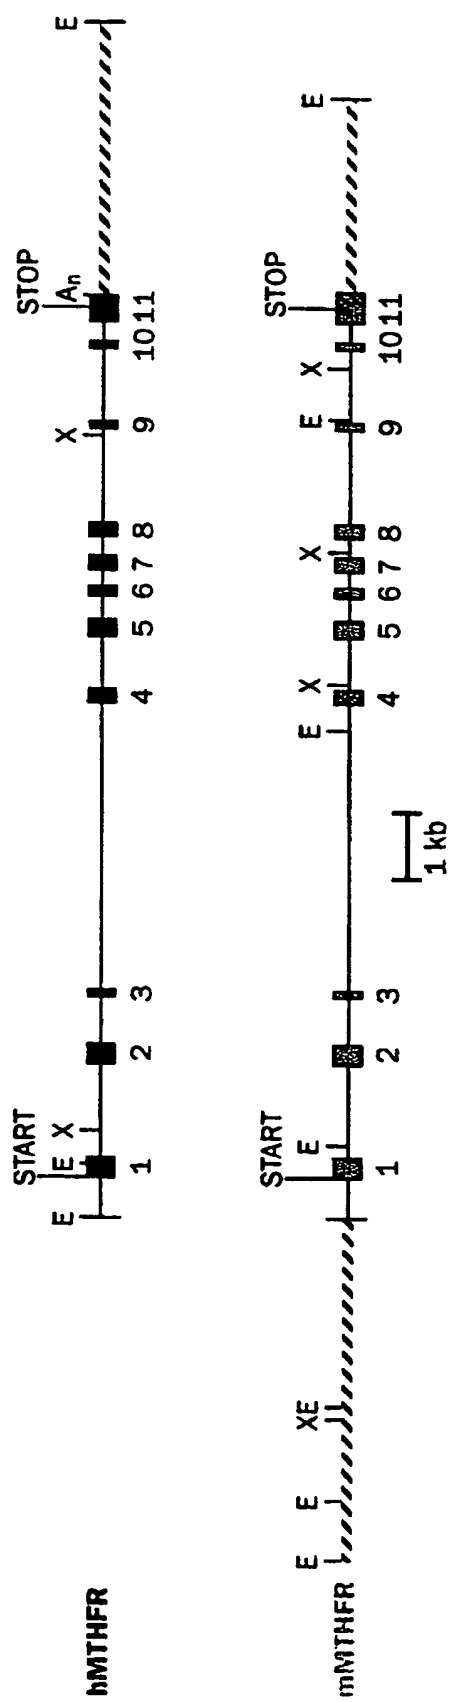 hMTHFR
START
STOP
E E X X An E
1 2 3 4 5 6 7 8 9 10 11
mMTHFR
START
STOP
E E XE E E X X E X E
1 2 3 4 5 6 7 8 9 10 11
1 kb